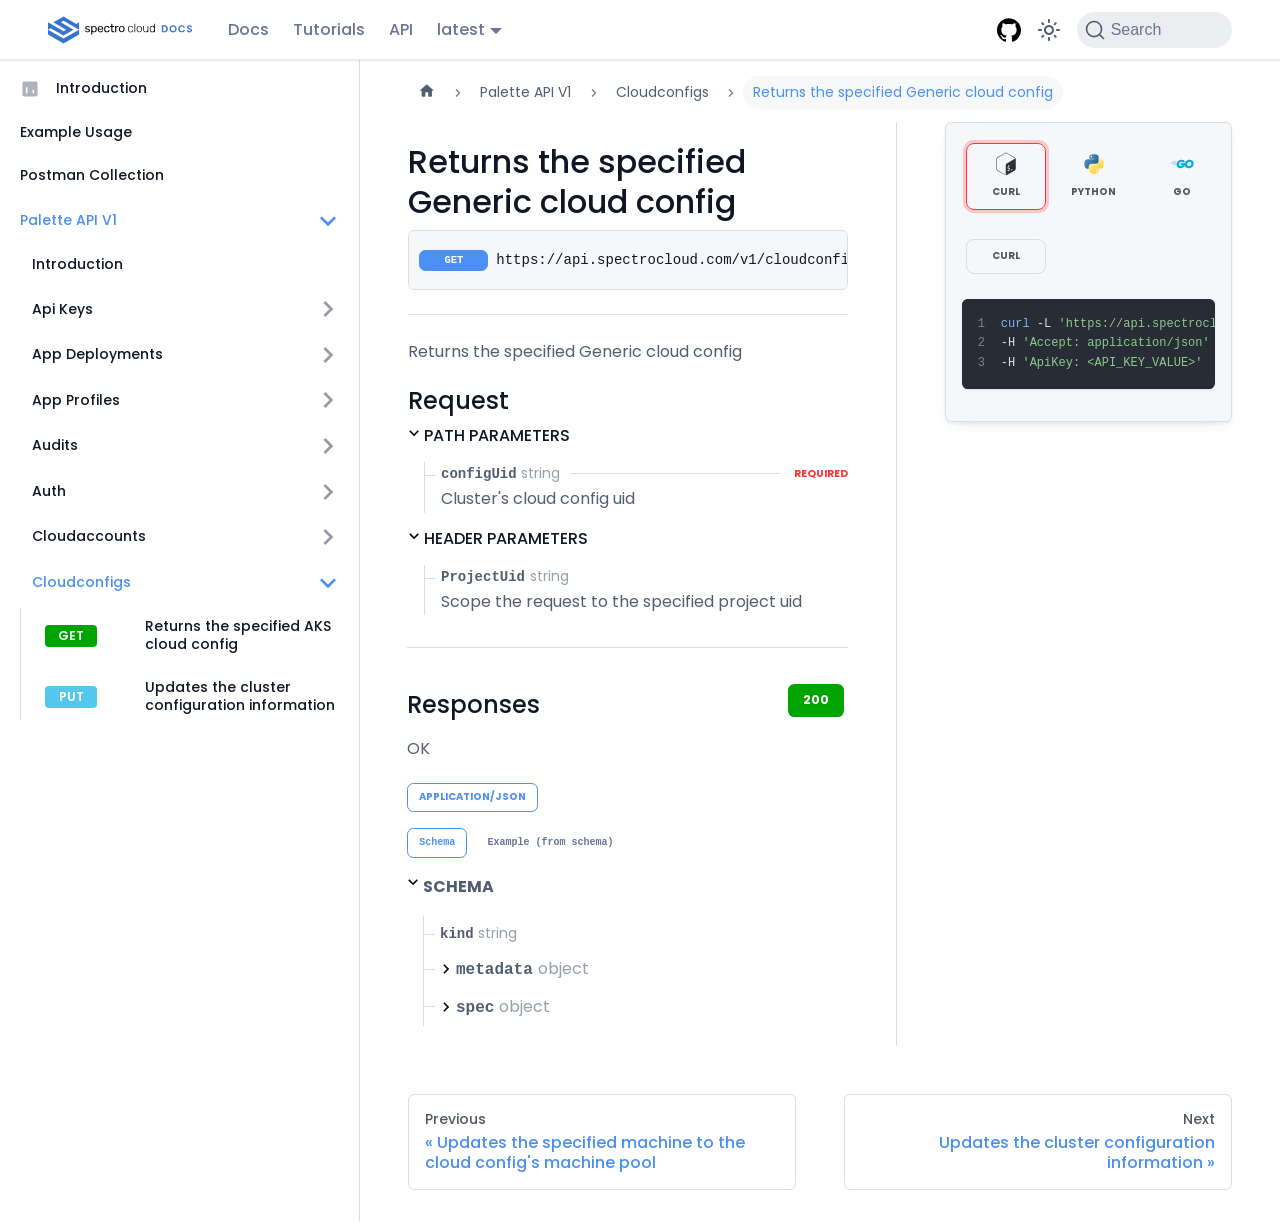 spectro cloud DOCS
Docs
Tutorials
API
latest
Search
Introduction
Example Usage
Postman Collection
Palette API V1
Introduction
Api Keys
App Deployments
App Profiles
Audits
Auth
Cloudaccounts
Cloudconfigs
GET
Returns the specified AKS
cloud config
PUT
Updates the cluster
configuration information
Palette API V1
Cloudconfigs
Returns the specified Generic cloud config
Returns the specified
Generic cloud config
GET https://api.spectrocloud.com/v1/cloudconfi
Returns the specified Generic cloud config
Request
PATH PARAMETERS
configUid string
REQUIRED
Cluster's cloud config uid
HEADER PARAMETERS
ProjectUid string
Scope the request to the specified project uid
Responses
200
OK
APPLICATION/JSON
Schema
Example (from schema)
SCHEMA
kind string
metadata object
spec object
CURL
PYTHON
GO
GO
CURL
1 curl -L 'https://api.spectrocl
2 -H 'Accept: application/json'
3 -H 'ApiKey: <API_KEY_VALUE>'
Previous
« Updates the specified machine to the
cloud config's machine pool
Next
Updates the cluster configuration
information »